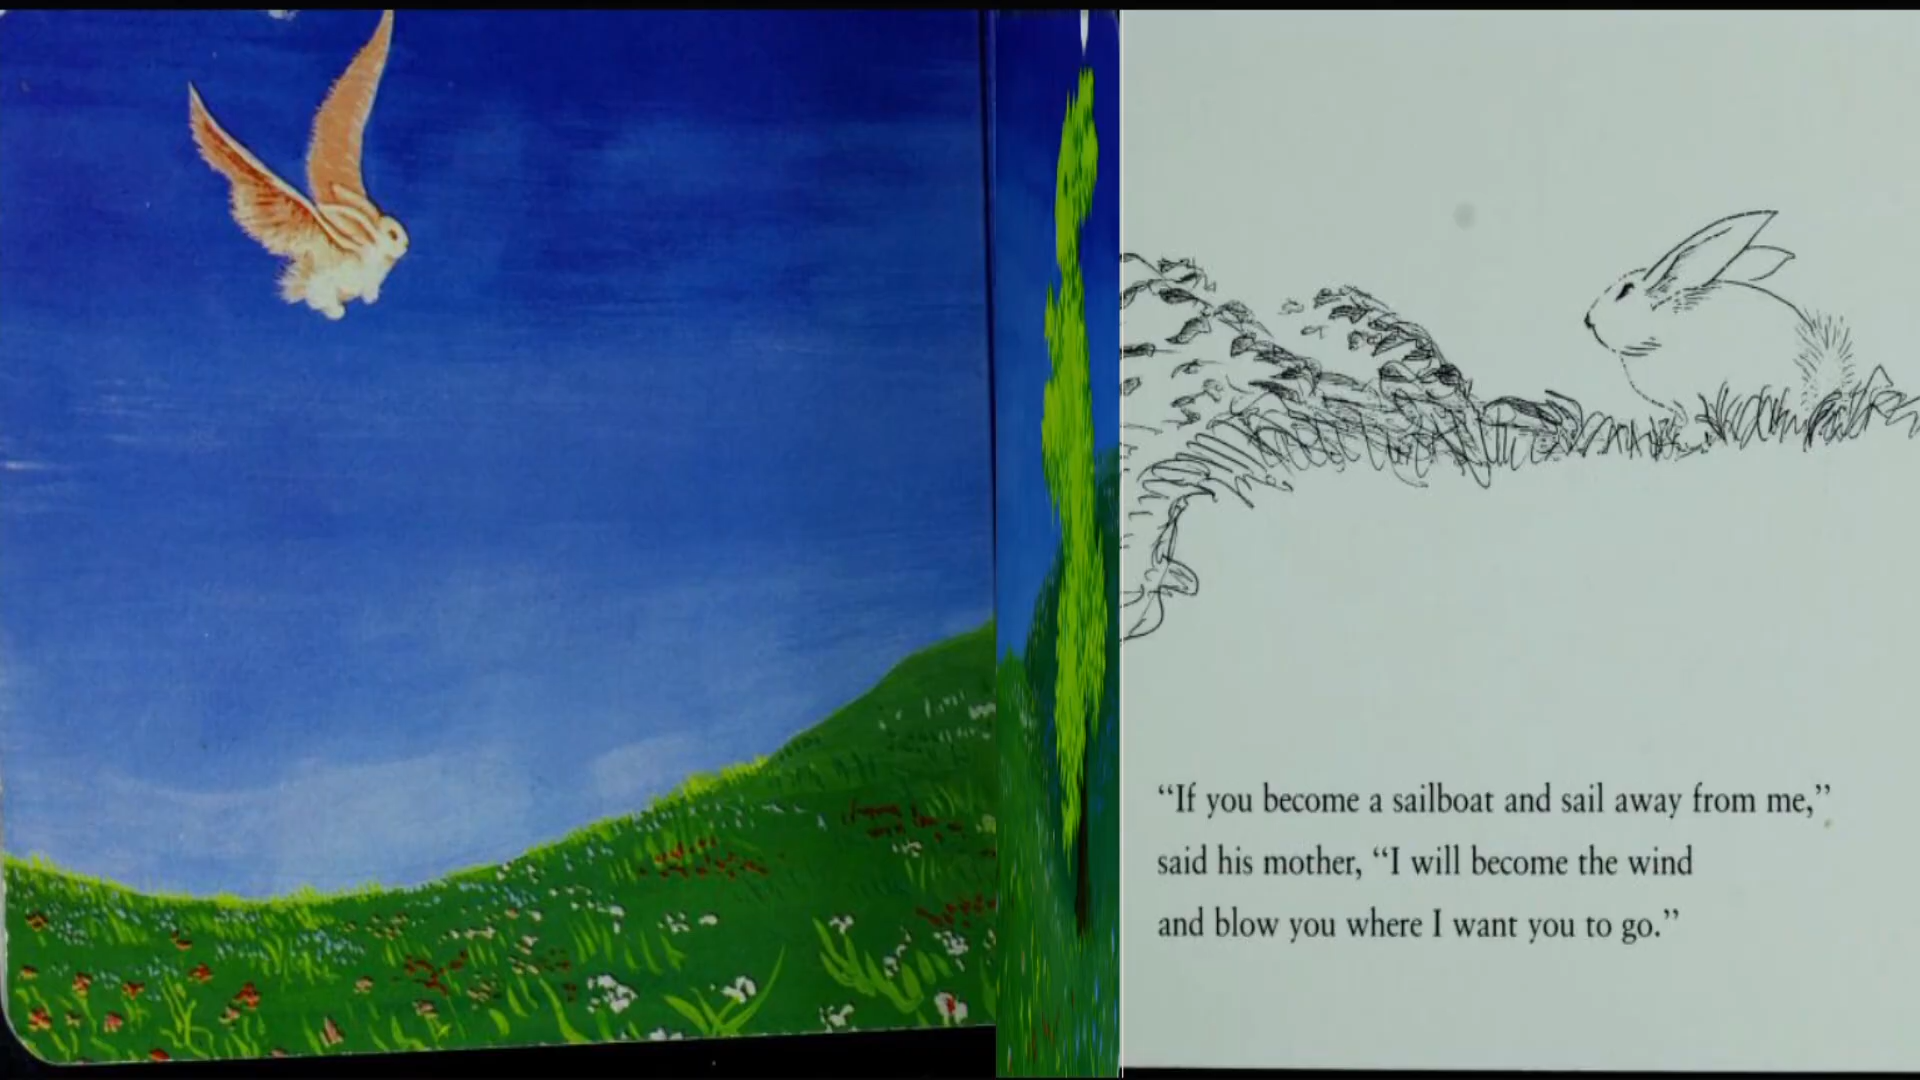 “If you become a sailboat and sail away from me,”
said his mother, “I will become the wind
and blow you where I want you to go.”